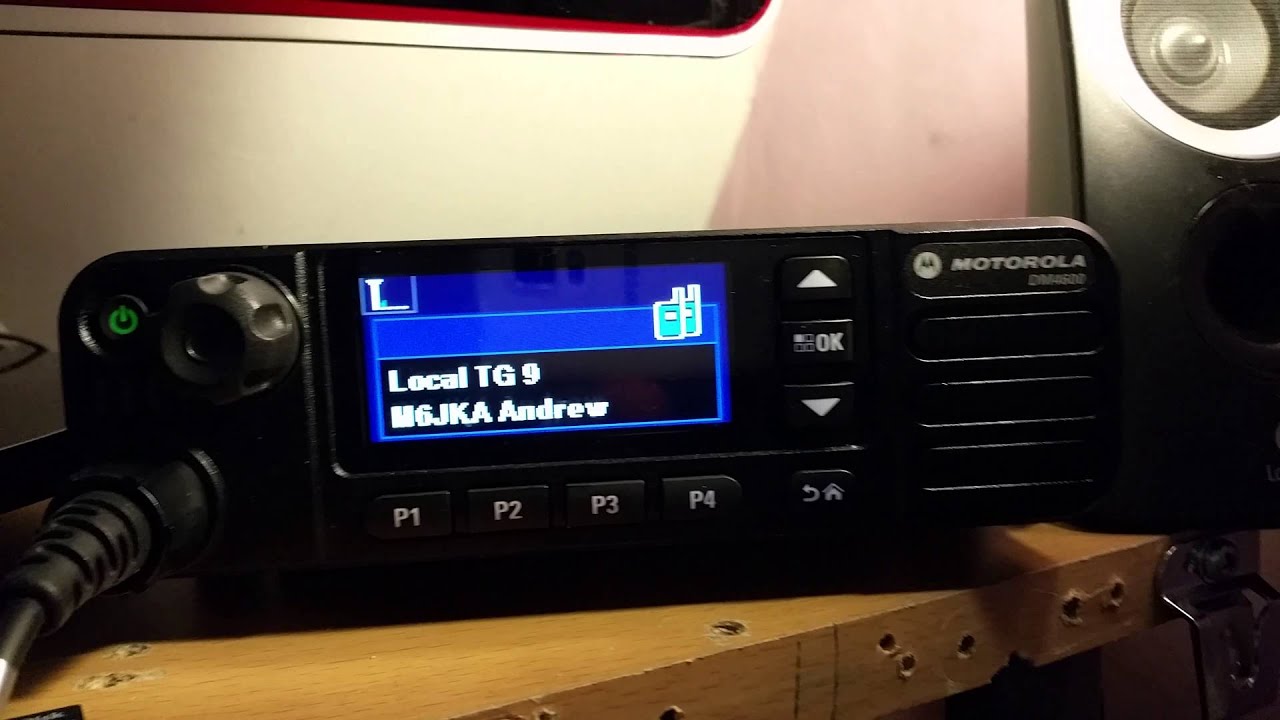 MOTOROLA
DM4600
Local TG 9
M6JKA Andrew
OK
P1 P2 P3 P4